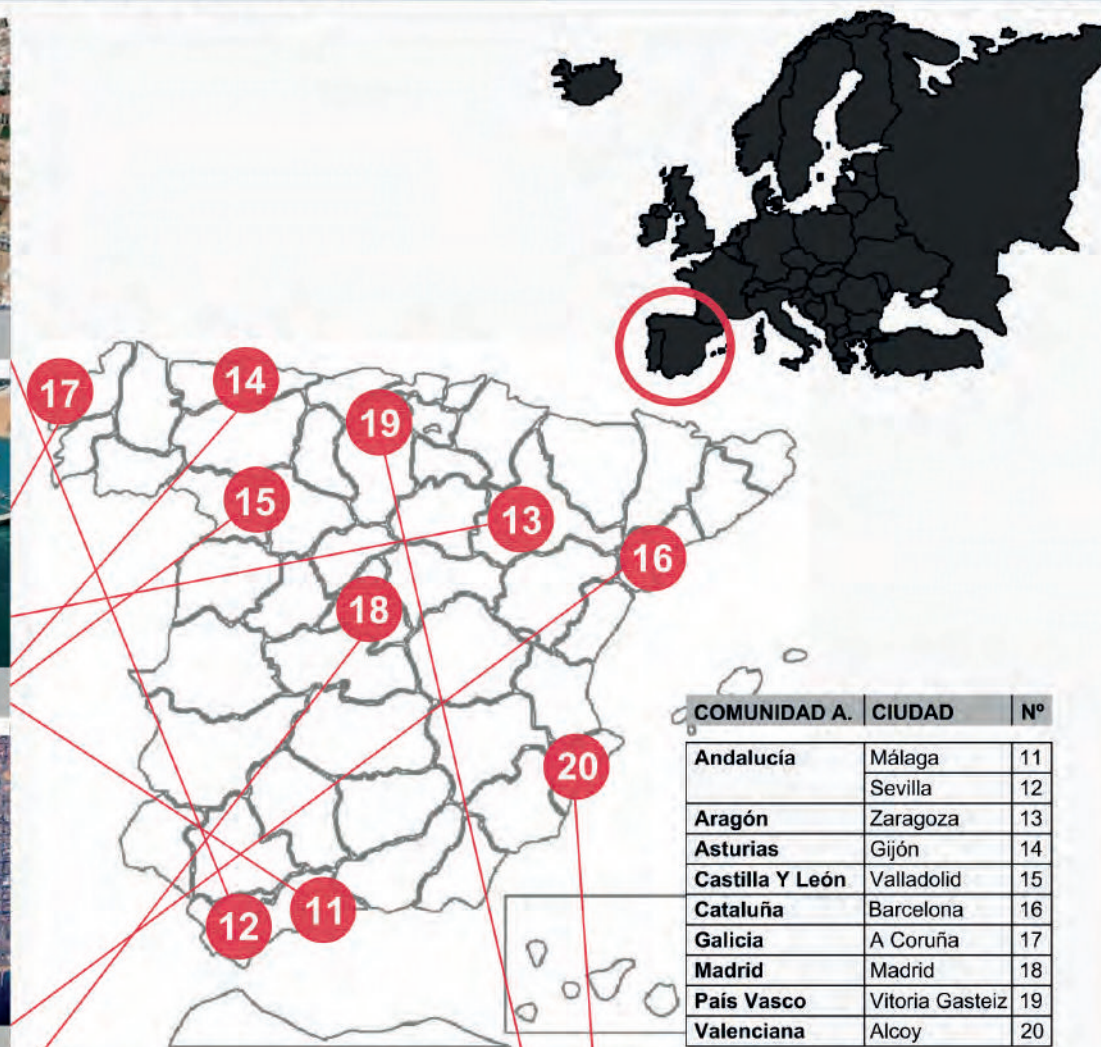 17
14
19
15
13
16
18
20
12
11
COMUNIDAD A. CIUDAD Nº
Andalucía Málaga 11
Sevilla 12
Aragón Zaragoza 13
Asturias Gijón 14
Castilla Y León Valladolid 15
Cataluña Barcelona 16
Galicia A Coruña 17
Madrid Madrid 18
País Vasco Vitoria Gasteiz 19
Valenciana Alcoy 20